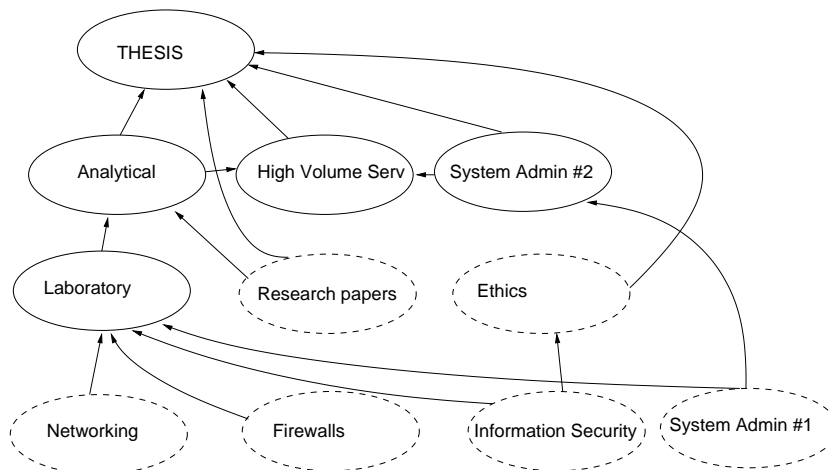 THESIS
Analytical
High Volume Serv
System Admin #2
Laboratory
Research papers
Ethics
Networking
Firewalls
Information Security
System Admin #1